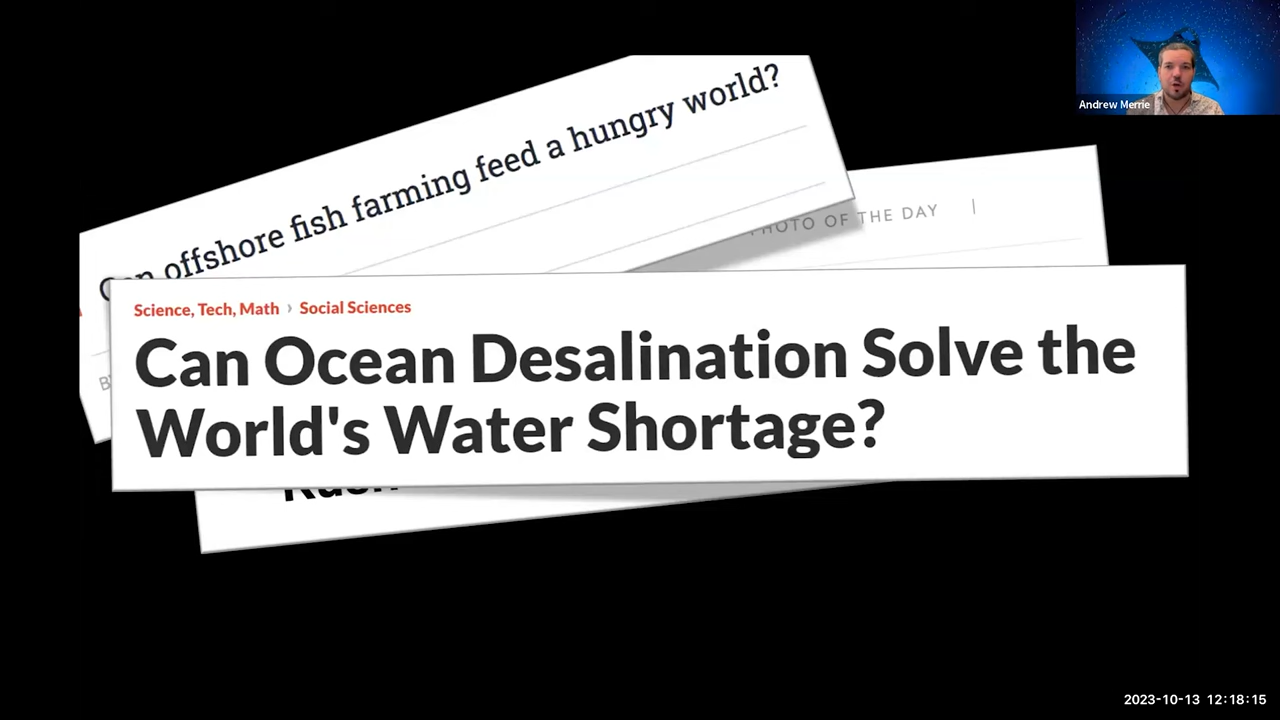 Andrew Merrie
Can offshore fish farming feed a hungry world?
OF THE DAY |
Science, Tech, Math › Social Sciences
Can Ocean Desalination Solve the
World's Water Shortage?
2023-10-13 12:18:15